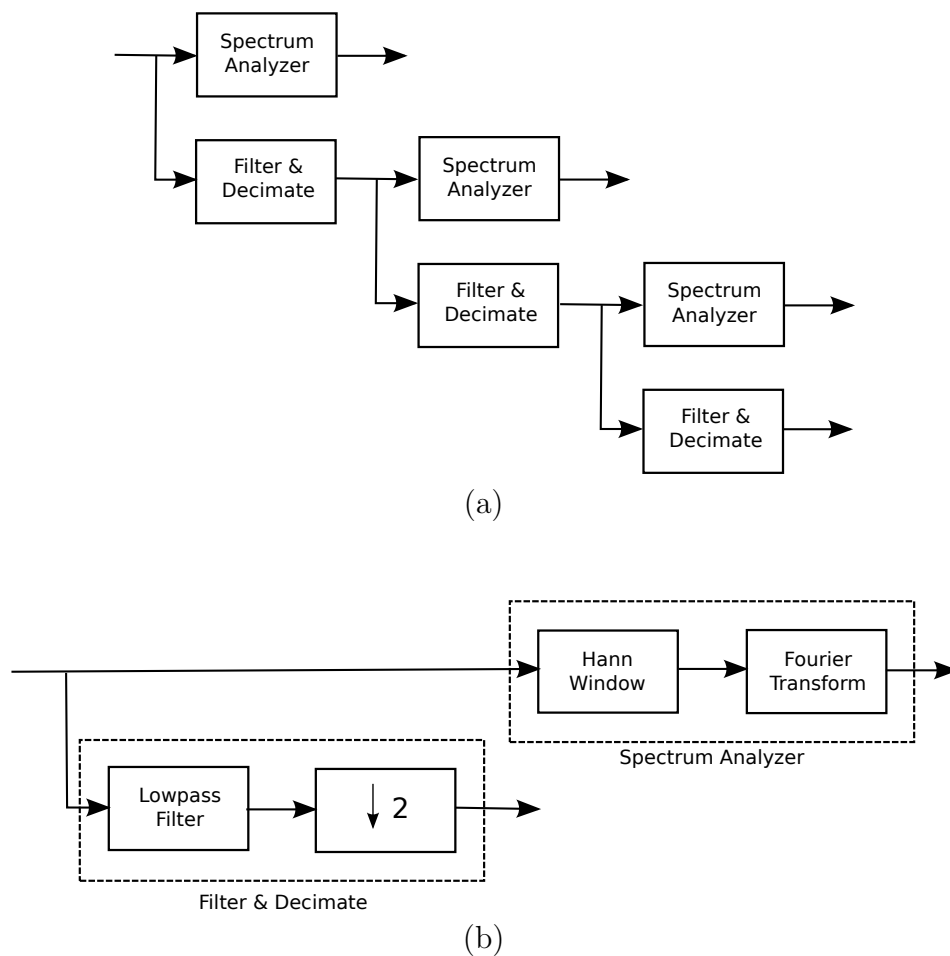 Spectrum
Analyzer
Filter &
Decimate
Spectrum
Analyzer
Filter &
Decimate
Spectrum
Analyzer
Filter &
Decimate
(a)
Hann
Window
Fourier
Transform
Spectrum Analyzer
Lowpass
Filter
↓ 2
Filter & Decimate
(b)